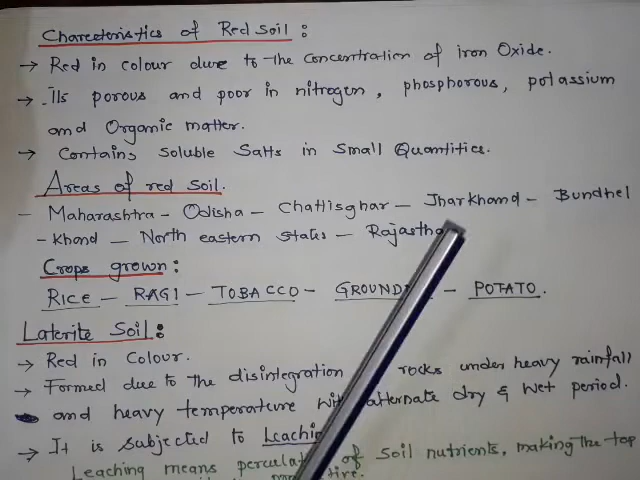 Charecteristics of Red Soil :
→ Red in colour due to the concentration of iron Oxide.
→ Its porous and poor in nitrogen, phosphorous, potassium
and Organic matter.
→ Contains Soluble Salts in Small Quantities.
Areas of red Soil.
- Maharashtra - Odisha - Chattisghar - Jharkhand - Bundhel
- Khand - North eastern States -
Crops grown :
RICE - RAGI - TOBACCO - - POTATO.
Laterite Soil :
→ Red in Colour.
→ Formed due to the disintegration rocks under heavy rainfall
and heavy temperature alternate dry & wet period.
→ It is subjected to
Leaching means of Soil nutrients, making the top